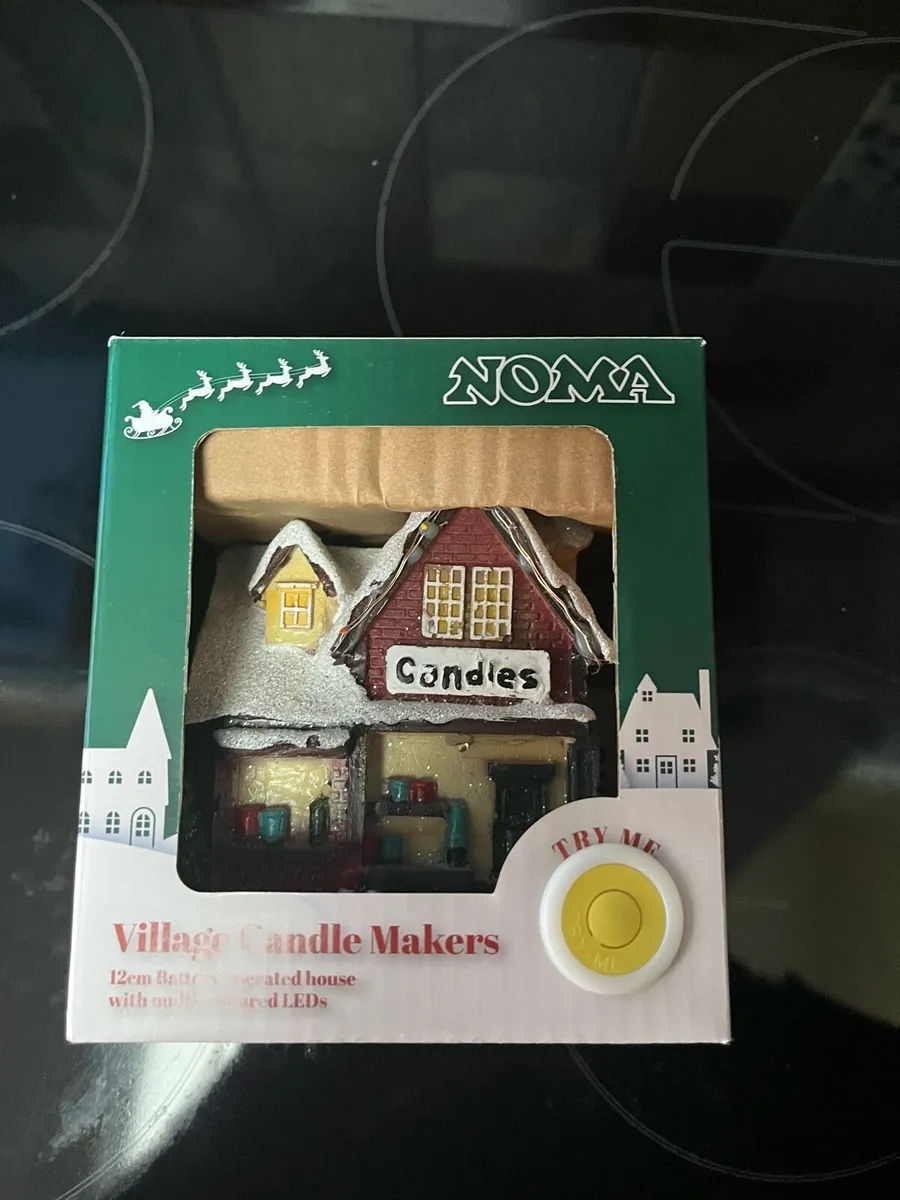 NOMA
Candles
TRY ME
Village Candle Makers
12cm Battery operated house
with multi-coloured LEDs